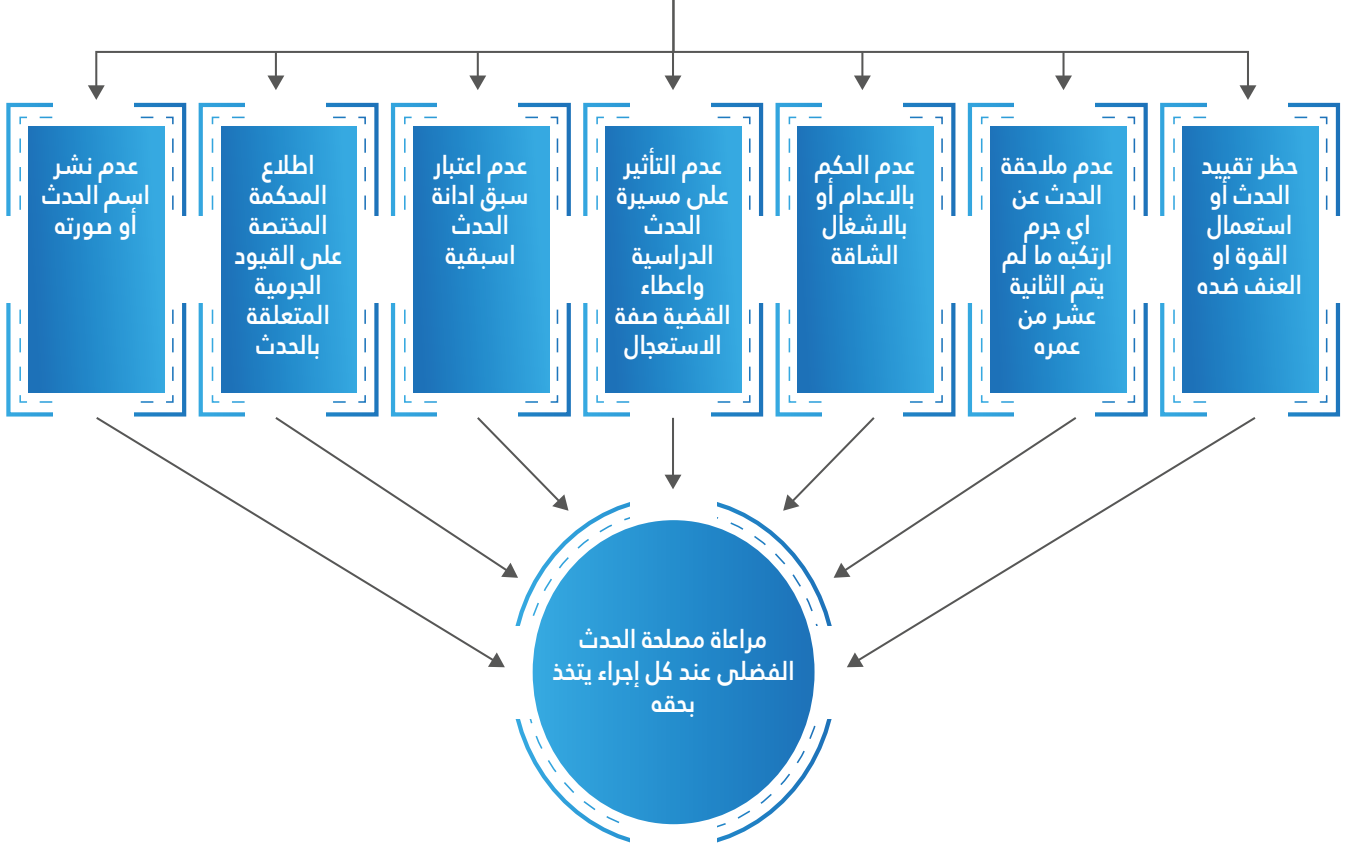 حظر تقييد
الحدث أو
استعمال
القوة او
العنف ضده
عدم ملاحقة
الحدث عن
اي جرم
ارتكبه ما لم
يتم الثانية
عشر من
عمره
عدم الحكم
بالاعدام أو
بالاشغال
الشاقة
عدم التأثير
على مسيرة
الحدث
الدراسية
واعطاء
القضية صفة
الاستعجال
عدم اعتبار
سبق ادانة
الحدث
اسبقية
اطلاع
المحكمة
المختصة
على القيود
الجرمية
المتعلقة
بالحدث
عدم نشر
اسم الحدث
أو صورته
مراعاة مصلحة الحدث
الفضلى عند كل إجراء يتخذ
بحقه